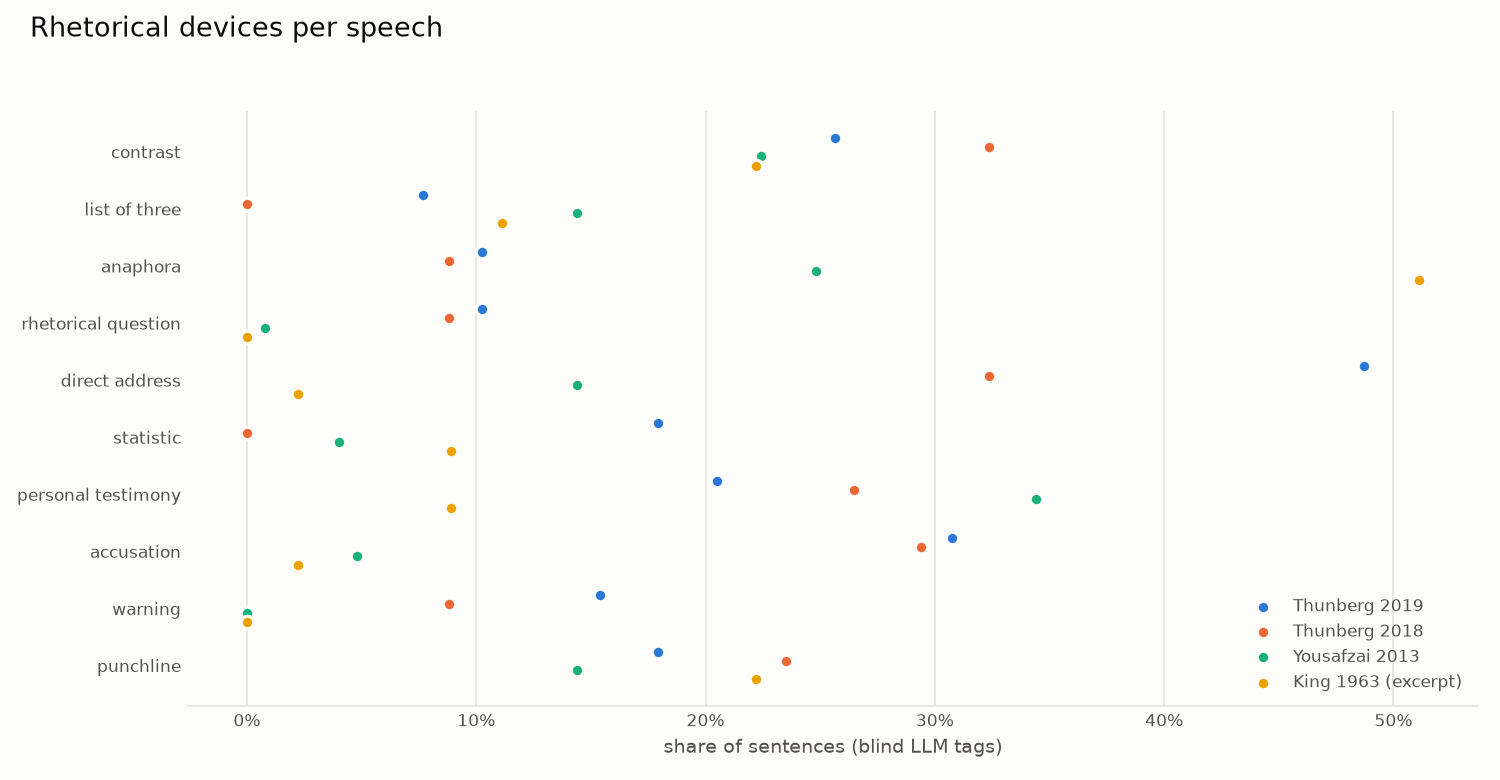 Rhetorical devices per speech
contrast
list of three
anaphora
rhetorical question
direct address
statistic
personal testimony
accusation
warning
punchline
Thunberg 2019
Thunberg 2018
Yousafzai 2013
King 1963 (excerpt)
0% 10% 20% 30% 40% 50%
share of sentences (blind LLM tags)